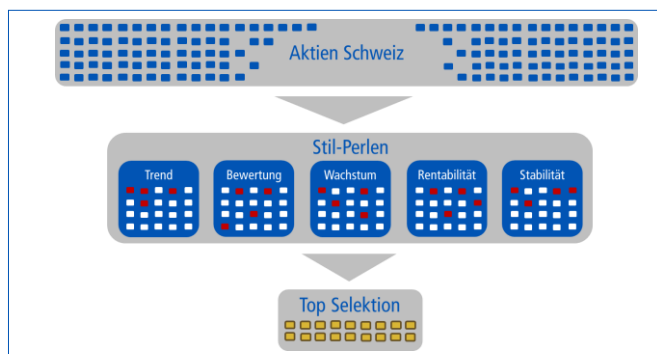 Aktien Schweiz
Stil-Perlen
Trend Bewertung Wachstum Rentabilität Stabilität
Top Selektion